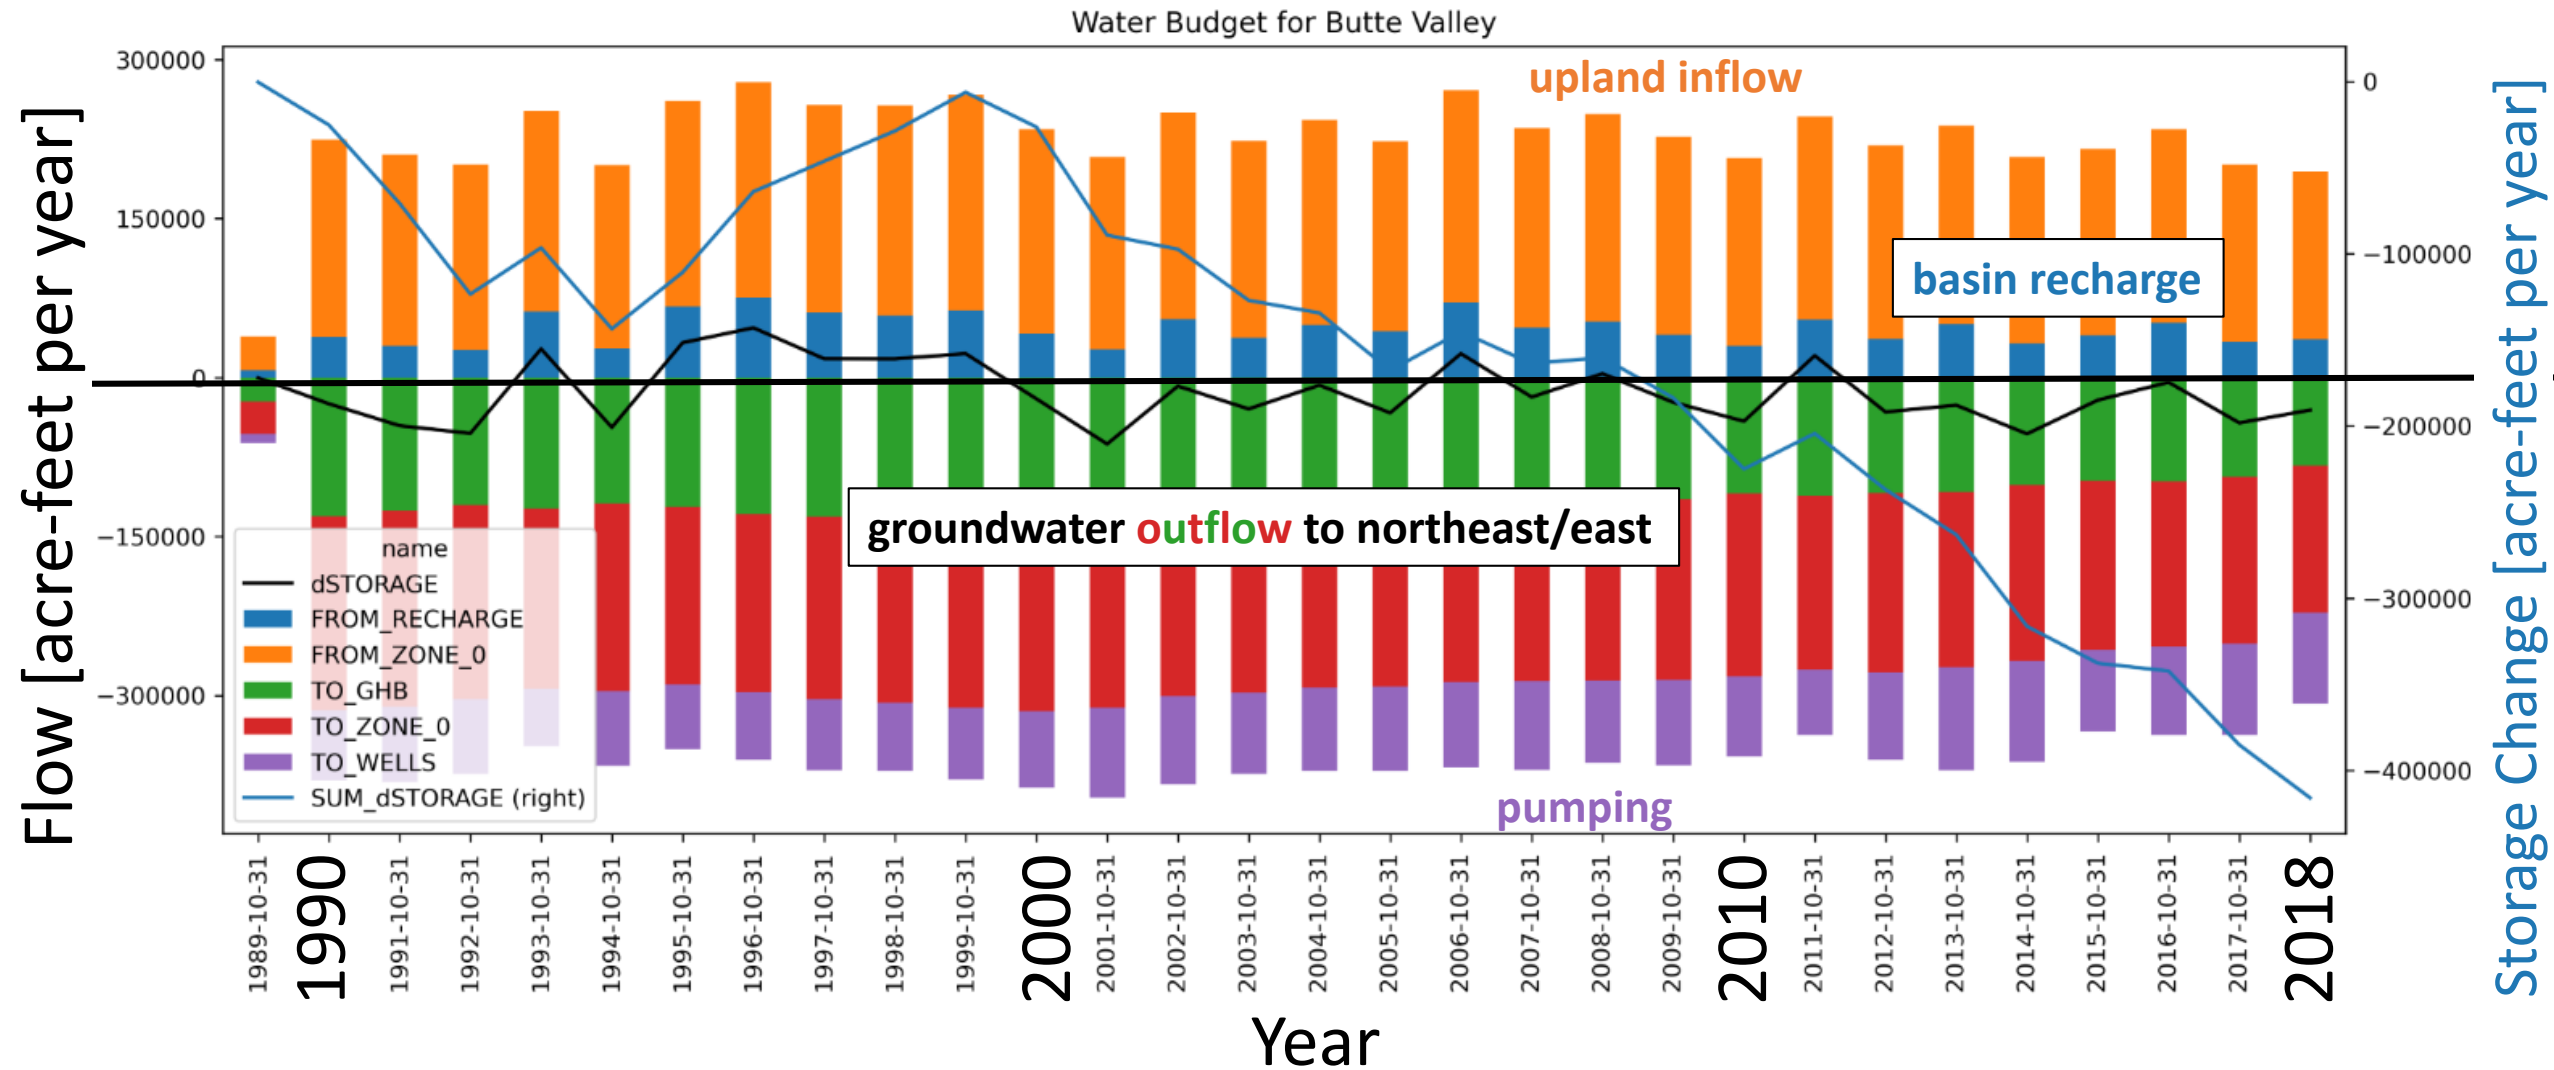 Water Budget for Butte Valley
Flow [acre-feet per year]
300000
150000
0
−150000
−300000
upland inflow
basin recharge
groundwater outflow to northeast/east
pumping
name
dSTORAGE
FROM_RECHARGE
FROM_ZONE_0
TO_GHB
TO_ZONE_0
TO_WELLS
SUM_dSTORAGE (right)
0
−100000
−200000
−300000
−400000
Storage Change [acre-feet per year]
1989-10-31
1990
1991-10-31
1992-10-31
1993-10-31
1994-10-31
1995-10-31
1996-10-31
1997-10-31
1998-10-31
1999-10-31
2000
2001-10-31
2002-10-31
2003-10-31
2004-10-31
2005-10-31
2006-10-31
2007-10-31
2008-10-31
2009-10-31
2010
2011-10-31
2012-10-31
2013-10-31
2014-10-31
2015-10-31
2016-10-31
2017-10-31
2018
Year